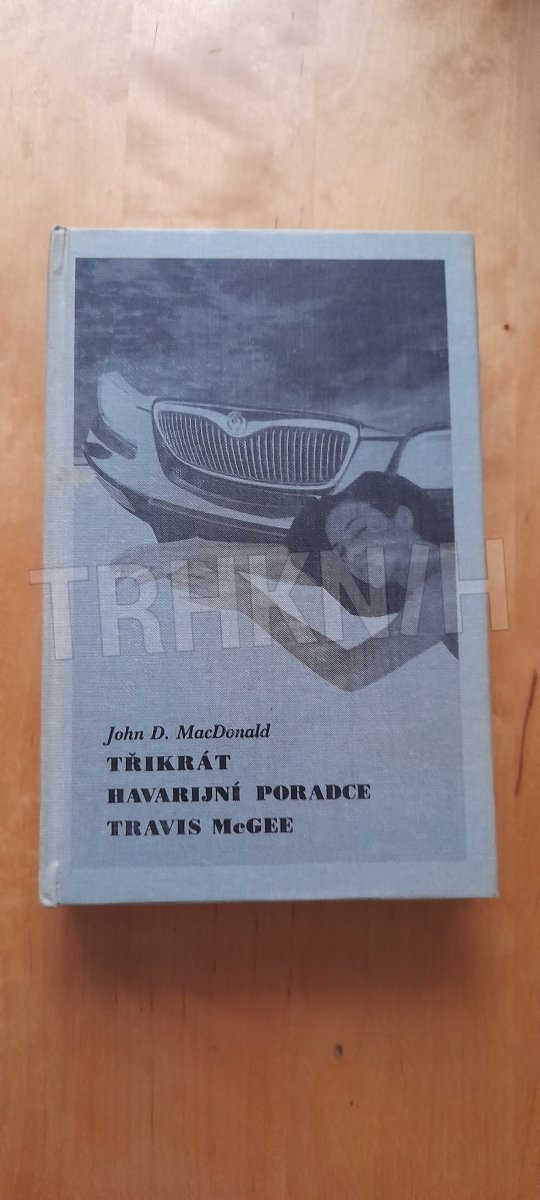 TRHKNIH
John D. MacDonald
TŘIKRÁT
HAVARIJNÍ PORADCE
TRAVIS McGEE